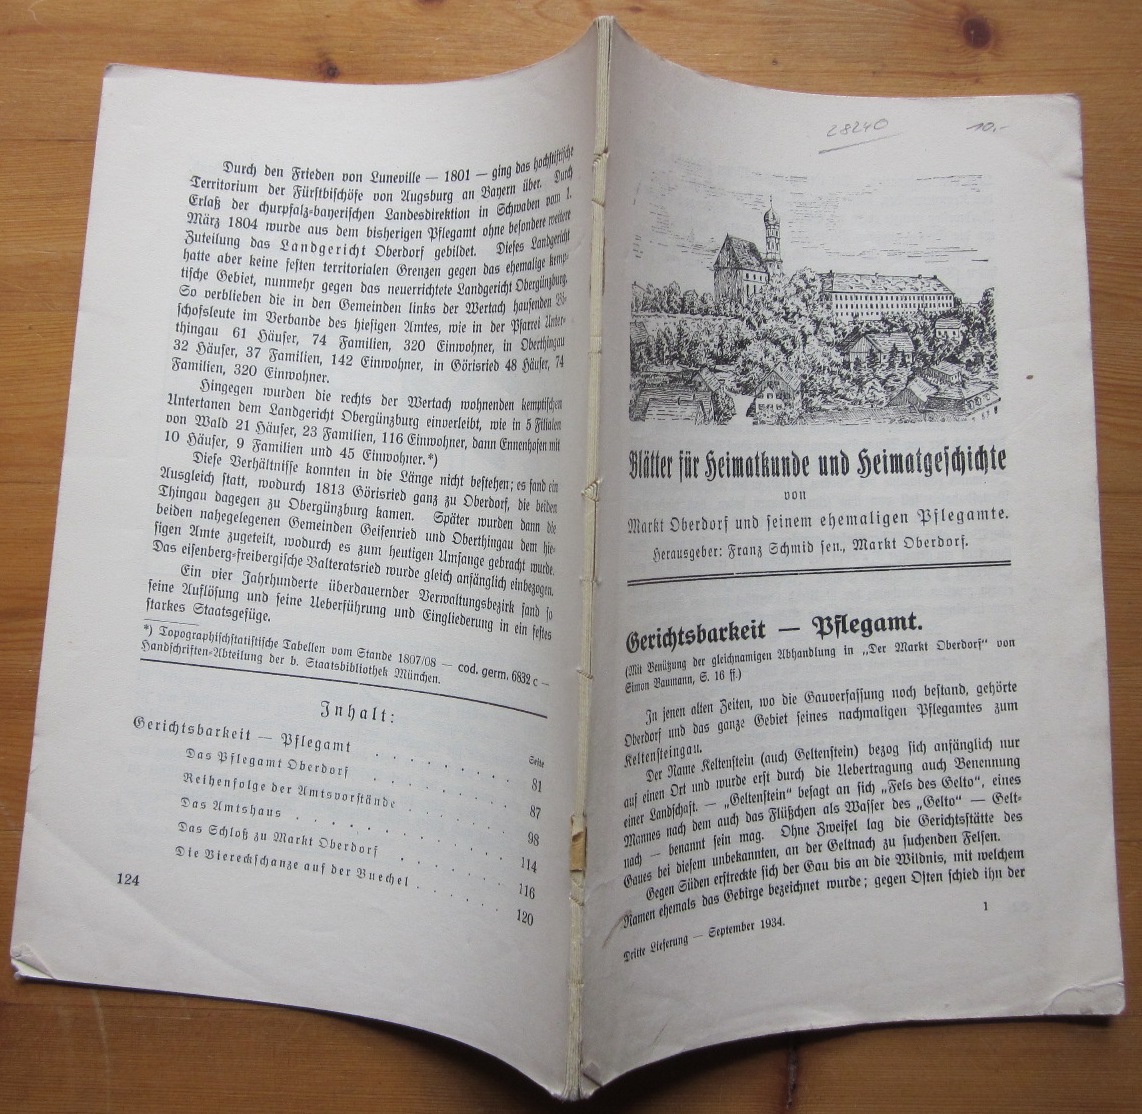 Durch den Frieden von Luneville — 1801 — ging das hochstiftische
Territorium der Fürstbischöfe von Augsburg an Bayern über. Durch
Erlaß der churpfalz-bayerischen Landesdirektion in Schwaben vom 1.
März 1804 wurde aus dem bisherigen Pflegamt ohne besondere weitere
Zuteilung das Landgericht Oberdorf gebildet. Dieses Landgericht
hatte aber keine festen territorialen Grenzen gegen das ehemalige kemp-
tische Gebiet, nunmehr gegen das neuerrichtete Landgericht Obergünzburg.
So verblieben die in den Gemeinden links der Wertach hausenden Bi-
schofsleute im Verbande des hiesigen Amtes, wie in der Pfarrei Unter-
thingau 61 Häuser, 74 Familien, 320 Einwohner, in Oberthingau
32 Häuser, 37 Familien, 142 Einwohner, in Görisried 48 Häuser, 74
Familien, 320 Einwohner.
Hingegen wurden die rechts der Wertach wohnenden kemptischen
Untertanen dem Landgericht Obergünzburg einverleibt, wie in 5 Filialen
von Wald 21 Häuser, 23 Familien, 116 Einwohner, dann Ennenhofen mit
10 Häuser, 9 Familien und 45 Einwohner.*)
Diese Verhältnisse konnten in die Länge nicht bestehen; es fand ein
Ausgleich statt, wodurch 1813 Görisried ganz zu Oberdorf, die beiden
Thingau dagegen zu Obergünzburg kamen. Später wurden dann die
beiden nahegelegenen Gemeinden Geisenried und Oberthingau dem hie-
sigen Amte zugeteilt, wodurch es zum heutigen Umfange gebracht wurde.
Das eisenberg-freibergische Balteratsried wurde gleich anfänglich einbezogen.
Ein vier Jahrhunderte überdauernder Verwaltungsbezirk fand so
seine Auflösung und seine Ueberführung und Eingliederung in ein festes
starkes Staatsgefüge.
*) Topographischstatistische Tabellen vom Stande 1807/08 — cod. germ. 6832 c —
Handschriften-Abteilung der b. Staatsbibliothek München.
Inhalt:
Seite
Gerichtsbarkeit — Pflegamt . . . . . . . . 81
Das Pflegamt Oberdorf . . . . . . . 87
Reihenfolge der Amtsvorstände . . . . . 98
Das Amtshaus . . . . . . . . . 114
Das Schloß zu Markt Oberdorf . . . . . 116
Die Viereckschanze auf der Buechel . . . . 120
124
28240
10.-
Blätter für Heimatkunde und Heimatgeschichte
von
Markt Oberdorf und seinem ehemaligen Pflegamte.
Herausgeber: Franz Schmid sen., Markt Oberdorf.
Gerichtsbarkeit — Pflegamt.
(Mit Benützung der gleichnamigen Abhandlung in „Der Markt Oberdorf“ von
Simon Baumann, S. 16 ff.)
In jenen alten Zeiten, wo die Gauverfassung noch bestand, gehörte
Oberdorf und das ganze Gebiet seines nachmaligen Pflegamtes zum
Keltensteingau.
Der Name Keltenstein (auch Geltenstein) bezog sich anfänglich nur
auf einen Ort und wurde erst durch die Uebertragung auch Benennung
einer Landschaft. — „Geltenstein“ besagt an sich „Fels des Gelto“, eines
Mannes nach dem auch das Flüßchen als Wasser des „Gelto“ — Gelt-
nach — benannt sein mag. Ohne Zweifel lag die Gerichtsstätte des
Gaues bei diesem unbekannten, an der Geltnach zu suchenden Felsen.
Gegen Süden erstreckte sich der Gau bis an die Wildnis, mit welchem
Namen ehemals das Gebirge bezeichnet wurde; gegen Osten schied ihn der
1
Dritte Lieferung — September 1934.